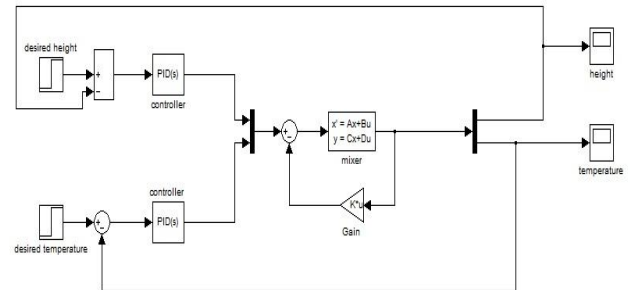 desired height
+
−
PID(s)
controller
height
+
−
x' = Ax+Bu
y = Cx+Du
mixer
temperature
K*u
Gain
controller
desired temperature
+
−
PID(s)